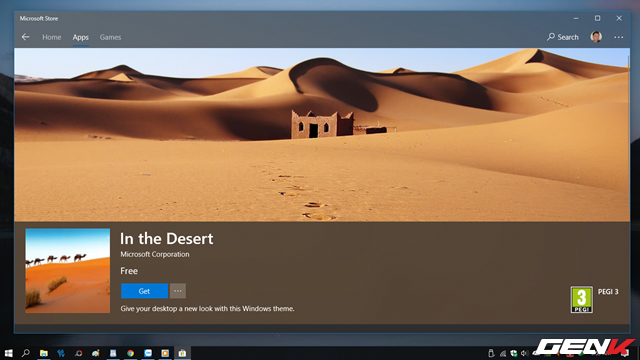 Microsoft Store
Home Apps Games
Search
In the Desert
Microsoft Corporation
Free
Get
Give your desktop a new look with this Windows theme.
3
PEGI
PEGI 3
GENK